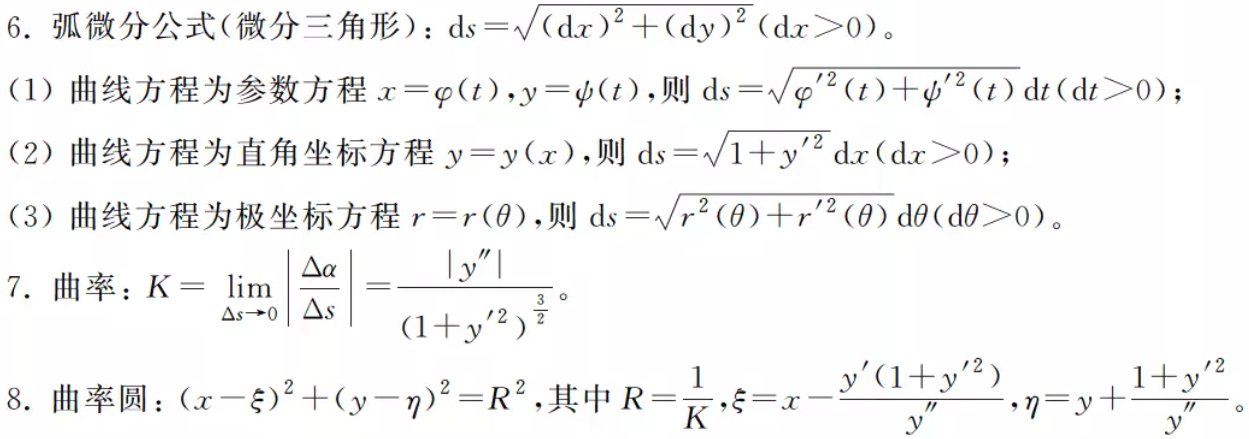 6. 弧微分公式(微分三角形)：ds=√((dx)²+(dy)²)(dx>0)。
(1) 曲线方程为参数方程 x=φ(t),y=ψ(t),则 ds=√(φ′²(t)+ψ′²(t))dt(dt>0)；
(2) 曲线方程为直角坐标方程 y=y(x),则 ds=√(1+y′²)dx(dx>0)；
(3) 曲线方程为极坐标方程 r=r(θ),则 ds=√(r²(θ)+r′²(θ))dθ(dθ>0)。
7. 曲率：K=lim_{Δs→0}|Δα/Δs|=|y″|/(1+y′²)^{3/2}。
8. 曲率圆：(x−ξ)²+(y−η)²=R²,其中 R=1/K,ξ=x−y′(1+y′²)/y″,η=y+(1+y′²)/y″。